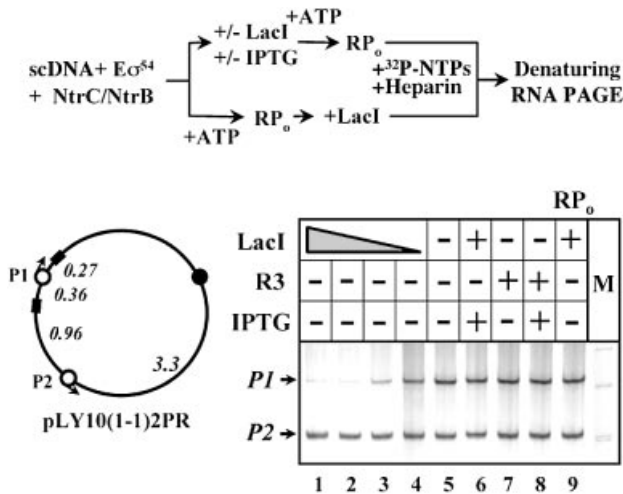 +/- LacI +ATP
+/- IPTG RPo
scDNA+ Eσ54
+ NtrC/NtrB
+32P-NTPs
+Heparin
Denaturing
RNA PAGE
+ATP RPo +LacI
RPo
LacI - + - - +
R3 - - - - - - + + -
IPTG - - - - - + - + -
M
P1
0.27
0.36
0.96
3.3
P2
pLY10(1-1)2PR
P1
P2
1 2 3 4 5 6 7 8 9